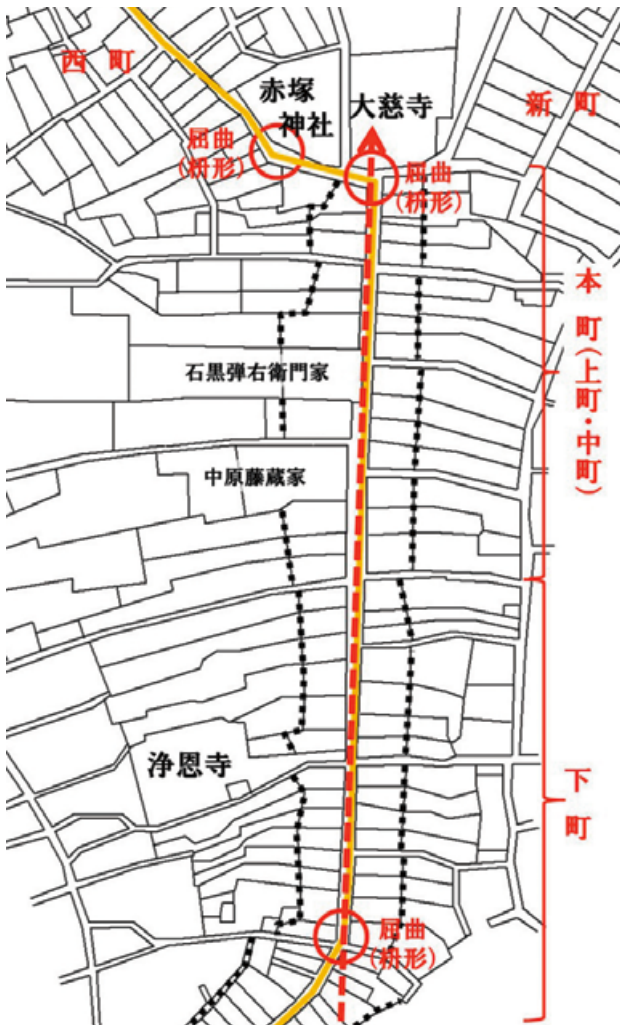 西町
赤塚
神社
大慈寺
新町
屈曲
(枡形)
屈曲
(枡形)
本町(上町・中町)
石黒弾右衛門家
中原藤蔵家
浄恩寺
下町
屈曲
(枡形)